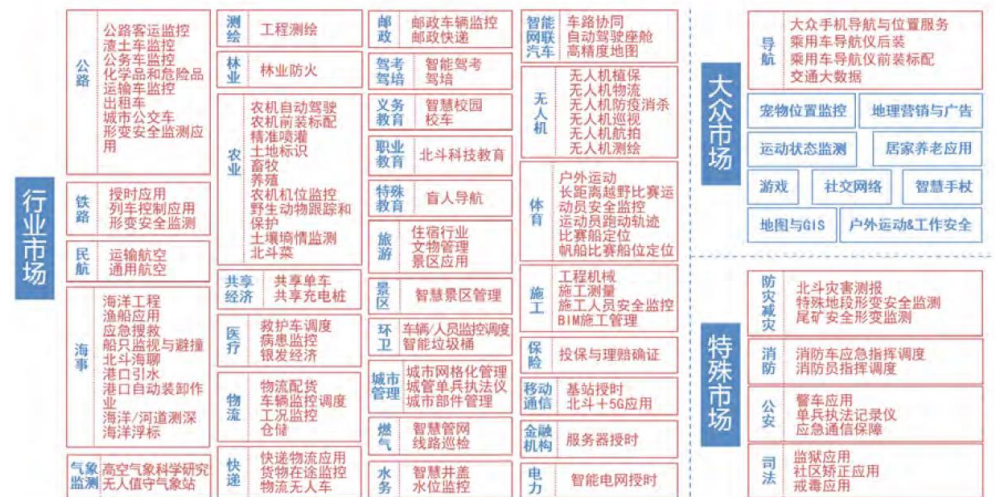 行业市场
公路
公路客运监控
渣土车监控
公务车监控
化学品和危险品
运输车监控
出租车
城市公交车
形变安全监测应
用
铁路
授时应用
列车控制应用
形变安全监测
民航
运输航空
通用航空
海事
海洋工程
渔船应用
应急搜救
船只监视与避撞
北斗海聊
港口引水
港口自动装卸作
业
海洋/河道测深
海洋浮标
气象
监测
高空气象科学研究
无人值守气象站
测绘
工程测绘
林业
林业防火
农业
农机自动驾驶
农机前装标配
精准喷灌
土地标识
畜牧
养殖
农机机位监控
野生动物跟踪和
保护
土壤墒情监测
北斗菜
共享
经济
共享单车
共享充电桩
医疗
救护车调度
病患监控
银发经济
物流
物流配货
车辆监控调度
工况监控
仓储
快递
快递物流应用
货物在途监控
物流无人车
邮政
邮政车辆监控
邮政快递
驾考
驾培
智能驾考
驾培
义务
教育
智慧校园
校车
职业
教育
北斗科技教育
特殊
教育
盲人导航
旅游
住宿行业
文物管理
景区应用
景区
智慧景区管理
环卫
车辆/人员监控调度
智能垃圾桶
城市
管理
城市网格化管理
城管单兵执法仪
城市部件管理
燃气
智慧管网
线路巡检
水务
智慧井盖
水位监控
智能
网联
汽车
车路协同
自动驾驶座舱
高精度地图
无人机
无人机植保
无人机物流
无人机防疫消杀
无人机巡视
无人机航拍
无人机测绘
体育
户外运动
长距离越野比赛运
动员安全监控
运动员跑动轨迹
比赛船定位
帆船比赛船位定位
施工
工程机械
施工测量
施工人员安全监控
BIM施工管理
保险
投保与理赔确证
移动
通信
基站授时
北斗+5G应用
金融
机构
服务器授时
电力
智能电网授时
大众市场
导航
大众手机导航与位置服务
乘用车导航仪后装
乘用车导航仪前装标配
交通大数据
宠物位置监控
地理营销与广告
运动状态监测
居家养老应用
游戏
社交网络
智慧手杖
地图与GIS
户外运动&工作安全
特殊市场
防灾减灾
北斗灾害测报
特殊地段形变安全监测
尾矿安全形变监测
消防
消防车应急指挥调度
消防员指挥调度
公安
警车应用
单兵执法记录仪
应急通信保障
司法
监狱应用
社区矫正应用
戒毒应用